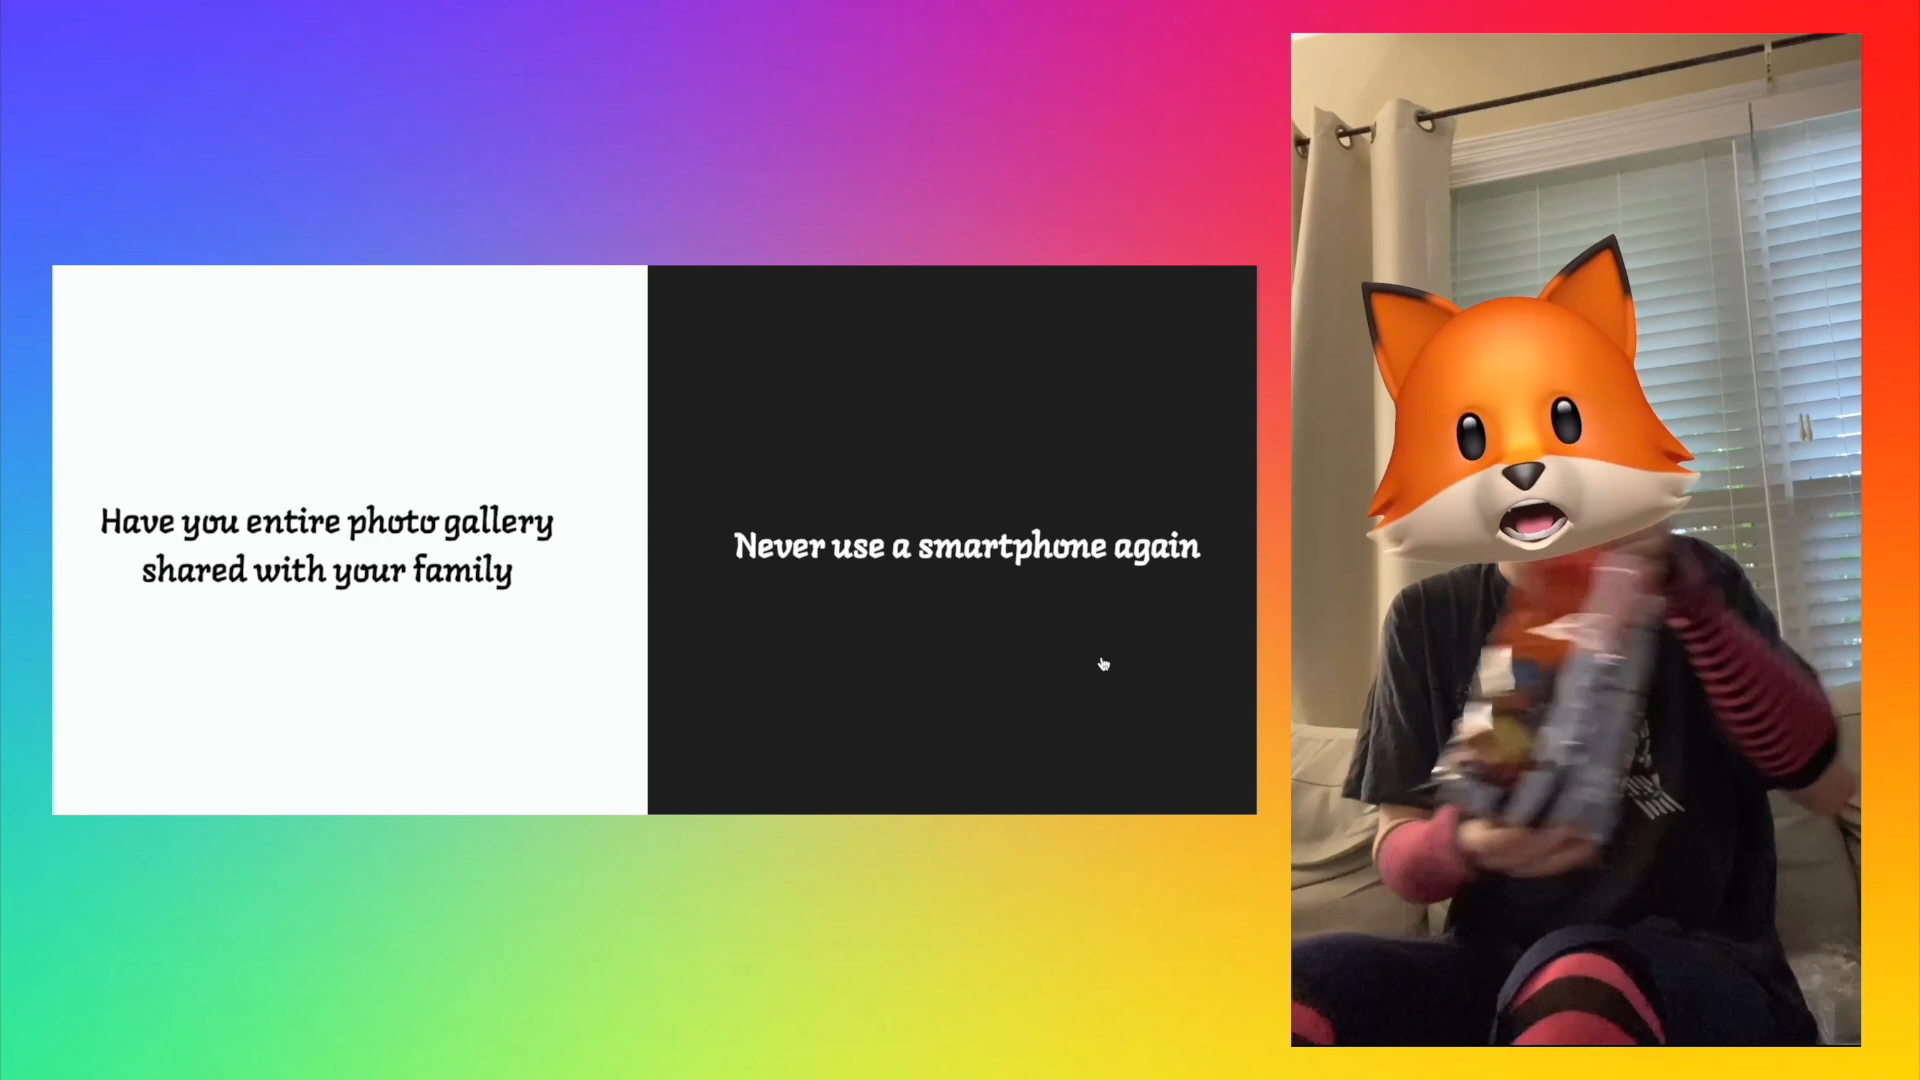 Have you entire photo gallery
shared with your family
Never use a smartphone again